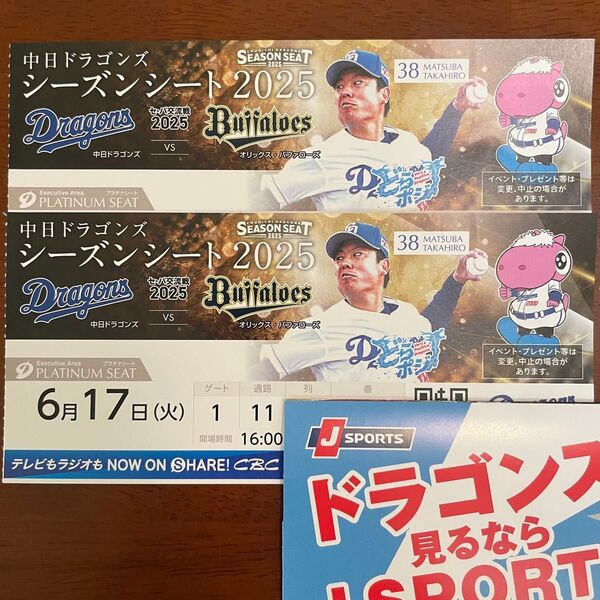 中日ドラゴンズ
CHUNICHI DRAGONS
SEASON SEAT
2025
シーズンシート2025
38 MATSUBA
TAKAHIRO
Dragons
セ・パ交流戦
2025
VS
Buffaloes
中日ドラゴンズ
オリックス・バファローズ
Executive Area プラチナシート
PLATINUM SEAT
イベント・プレゼント等は
変更、中止の場合が
あります。
中日ドラゴンズ
CHUNICHI DRAGONS
SEASON SEAT
2025
シーズンシート2025
38 MATSUBA
TAKAHIRO
Dragons
セ・パ交流戦
2025
VS
Buffaloes
中日ドラゴンズ
オリックス・バファローズ
Executive Area プラチナシート
PLATINUM SEAT
イベント・プレゼント等は
変更、中止の場合が
あります。
6月17日(火)
ゲート 通路 列 番
1 11
開場時間
16:00
テレビもラジオも NOW ON SHARE! CBC
J SPORTS
ドラゴンズ
見るなら
J SPORT